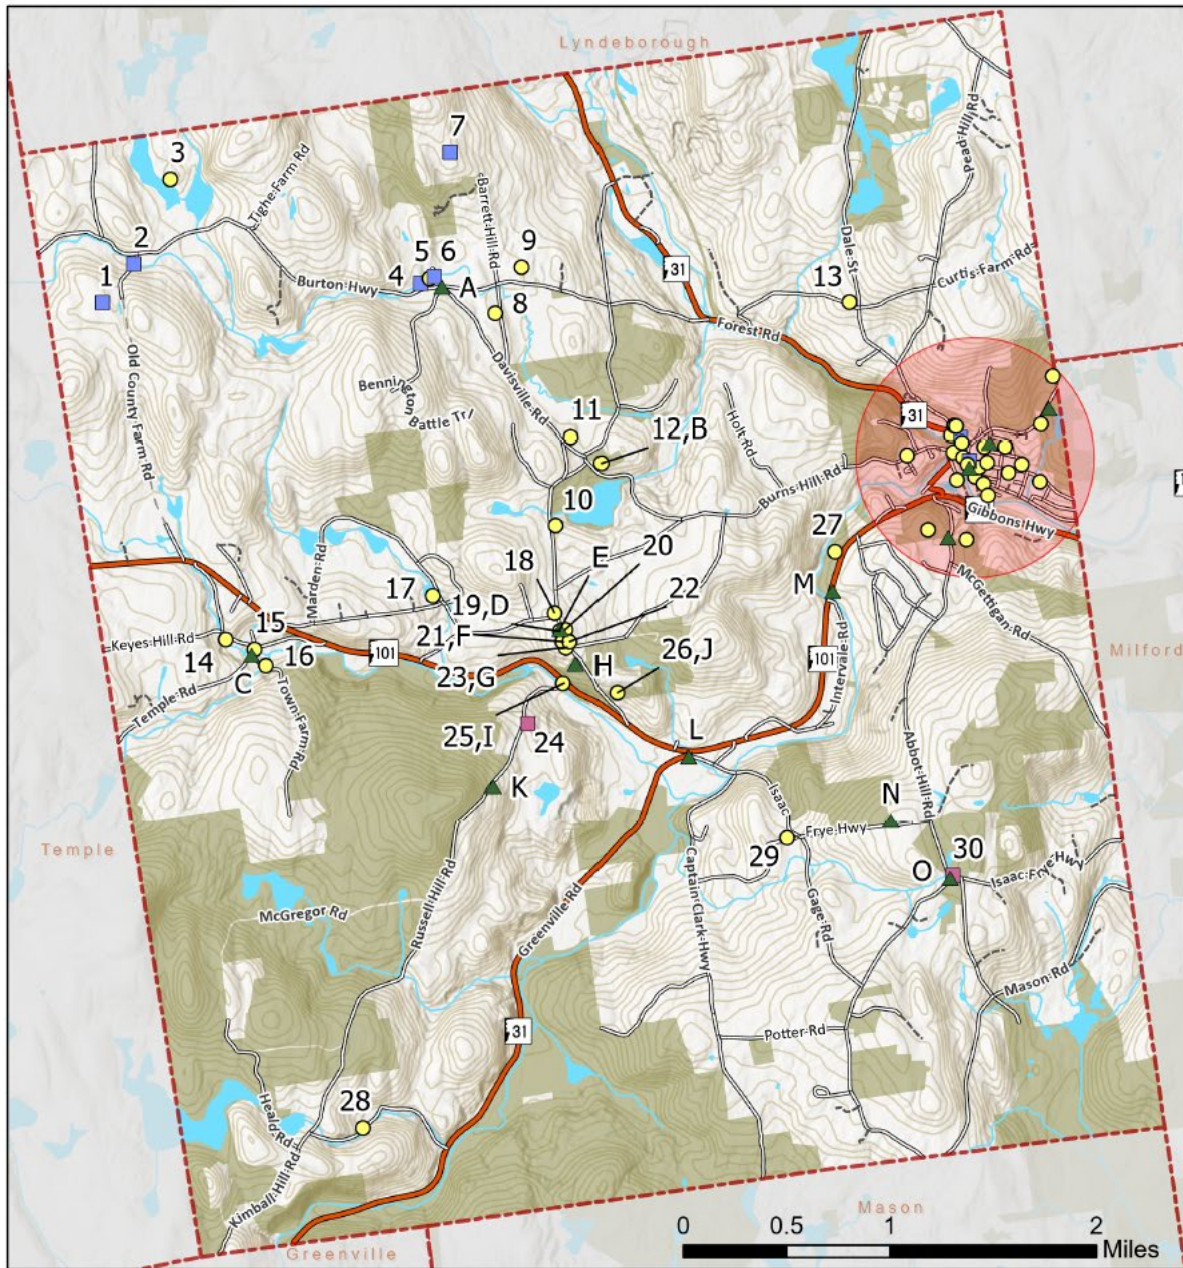 Lyndeborough
3
7
Tighe Farm Rd
Barrett Hill Rd
Dale St
Pead Hill Rd
2
5
6
9
31
1
4
A
Burton Hwy
8
13
Curtis Farm Rd
Forest Rd
Old County Farm Rd
Bennington
Battle Tr
Davisville Rd
Holt Rd
31
11
12,B
10
Burns Hill Rd
Gibbons Hwy
27
Marden Rd
18
E
20
17
19,D
22
M
McGettigan Rd
Keyes Hill Rd
15
21,F
14
16
101
H
26,J
101
Intervale Rd
Milford
C
23,G
Temple Rd
Town Farm Rd
25,I
24
L
K
Abbot Hill Rd
Isaac
N
Temple
29
Frye Hwy
30
O
Isaac Frye Hwy
Captain Clark Hwy
Gage Rd
McGregor Rd
Russell Hill Rd
Greenville Rd
Mason Rd
31
Potter Rd
28
Heald Rd
Kimball Hill Rd
Mason
Greenville
0 0.5 1 2
Miles